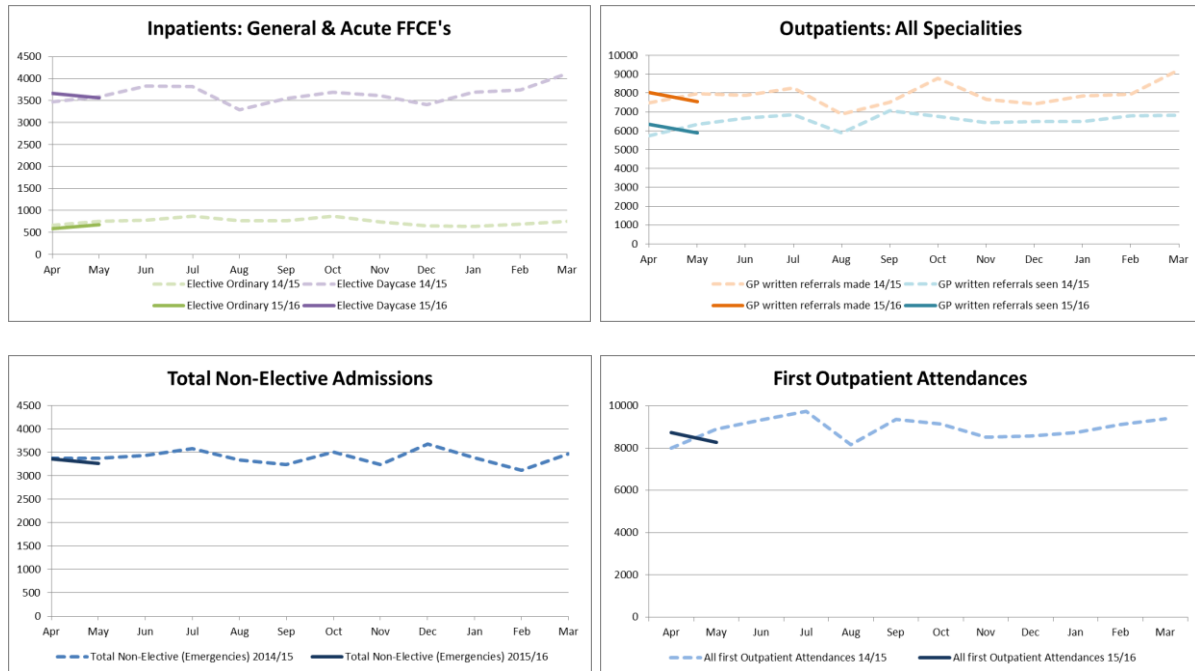 Inpatients: General & Acute FFCE's
4500
4000
3500
3000
2500
2000
1500
1000
500
0
Apr May Jun Jul Aug Sep Oct Nov Dec Jan Feb Mar
Elective Ordinary 14/15 Elective Daycase 14/15
Elective Ordinary 15/16 Elective Daycase 15/16
Outpatients: All Specialities
10000
9000
8000
7000
6000
5000
4000
3000
2000
1000
0
Apr May Jun Jul Aug Sep Oct Nov Dec Jan Feb Mar
GP written referrals made 14/15 GP written referrals seen 14/15
GP written referrals made 15/16 GP written referrals seen 15/16
Total Non-Elective Admissions
4500
4000
3500
3000
2500
2000
1500
1000
500
0
Apr May Jun Jul Aug Sep Oct Nov Dec Jan Feb Mar
Total Non-Elective (Emergencies) 2014/15 Total Non-Elective (Emergencies) 2015/16
First Outpatient Attendances
10000
8000
6000
4000
2000
0
Apr May Jun Jul Aug Sep Oct Nov Dec Jan Feb Mar
All first Outpatient Attendances 14/15 All first Outpatient Attendances 15/16